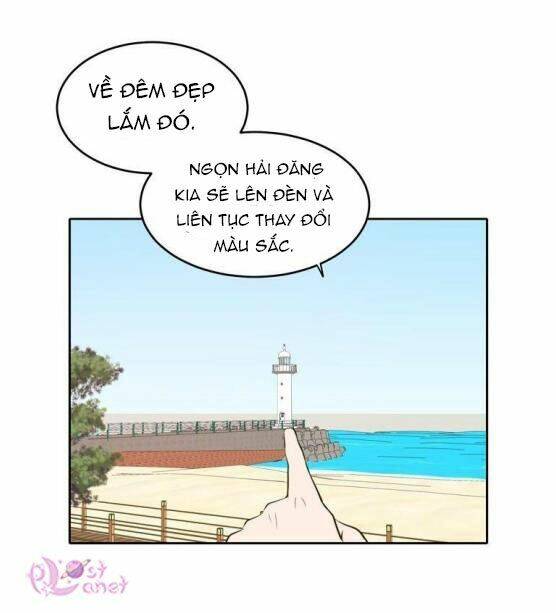 VỀ ĐÊM ĐẸP
LẮM ĐÓ.
NGỌN HẢI ĐĂNG
KIA SẼ LÊN ĐÈN VÀ
LIÊN TỤC THAY ĐỔI
MÀU SẮC.
Lost
Planet